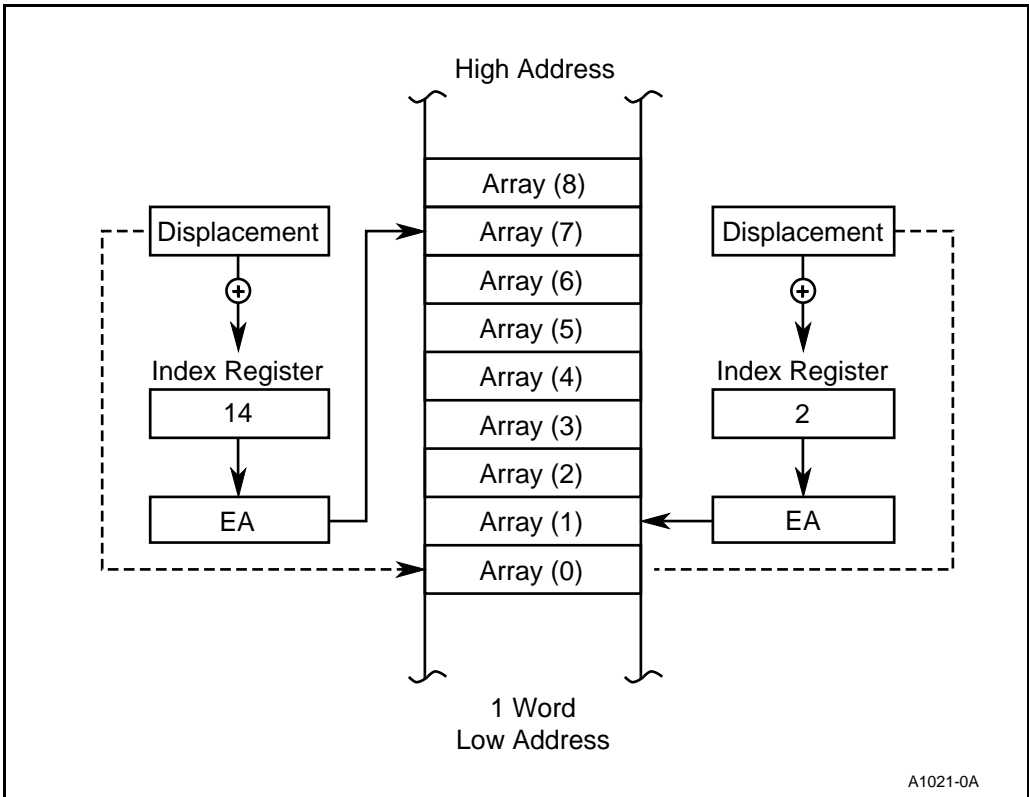 High Address
Array (8)
Displacement
Array (7)
Displacement
Array (6)
+
+
Array (5)
Index Register
Array (4)
Index Register
14
Array (3)
2
Array (2)
EA
Array (1)
EA
Array (0)
1 Word
Low Address
A1021-0A